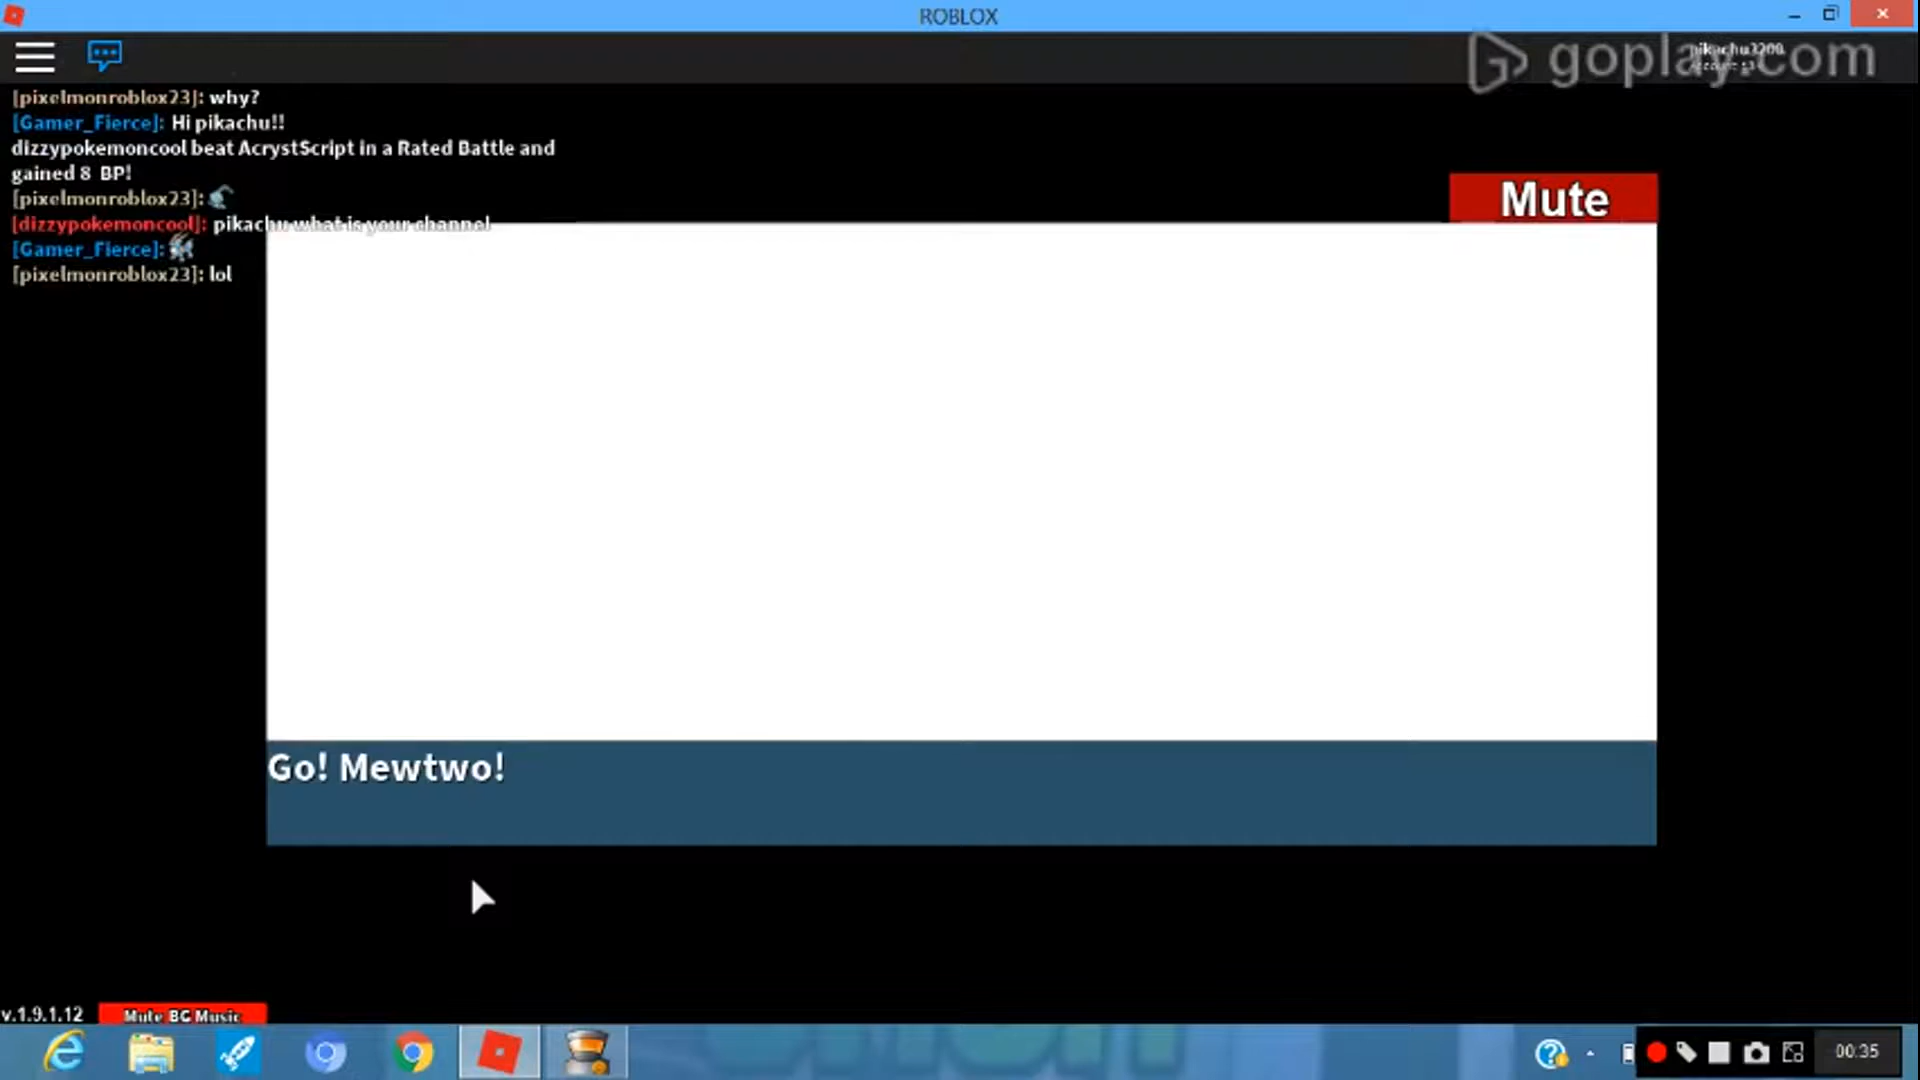 ROBLOX
goplay.com
pikachu3200
[pixelmonroblox23]: why?
[Gamer_Fierce]: Hi pikachu!!
dizzypokemoncool beat AcrystScript in a Rated Battle and
gained 8 BP!
[pixelmonroblox23]:
[dizzypokemoncool]: pikachu what is your channel
[Gamer_Fierce]:
[pixelmonroblox23]: lol
Mute
Go! Mewtwo!
v.1.9.1.12
Mute BG Music
00:35